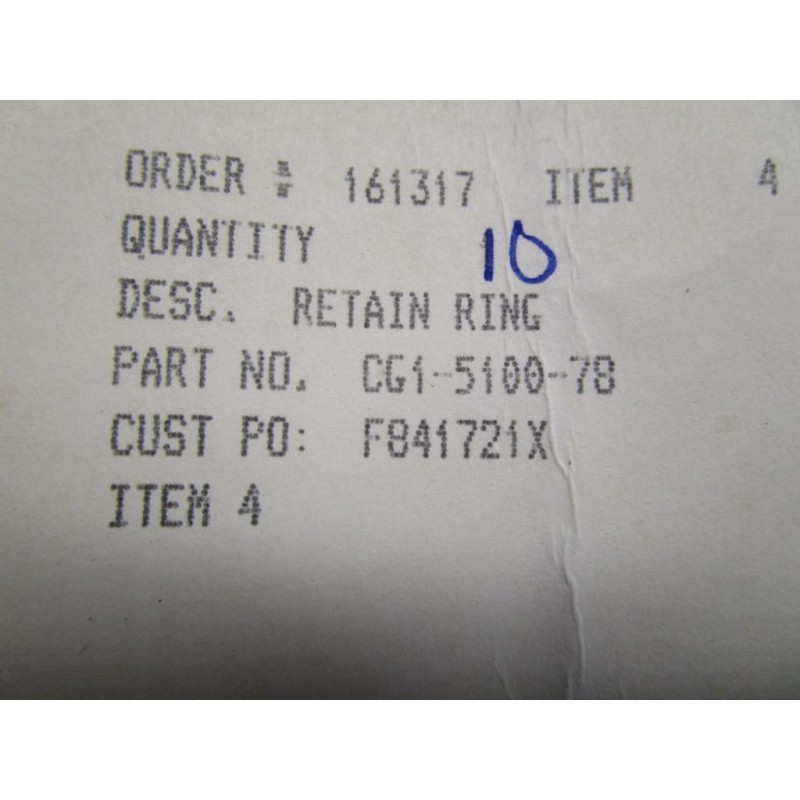 ORDER # 161317 ITEM 4
QUANTITY 10
DESC. RETAIN RING
PART NO. CG1-5100-78
CUST PO: F841721X
ITEM 4